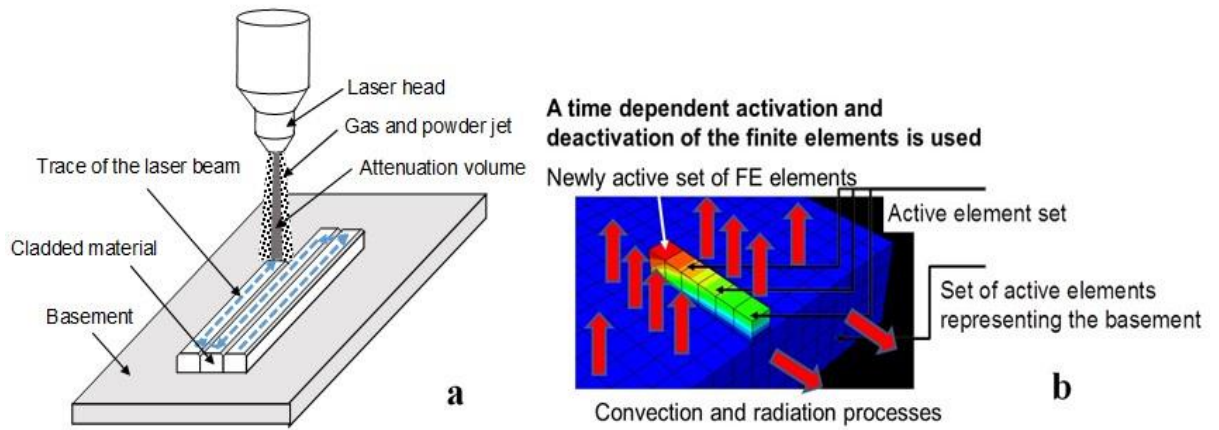 Laser head
Gas and powder jet
Trace of the laser beam
Attenuation volume
Cladded material
Basement
a
A time dependent activation and
deactivation of the finite elements is used
Newly active set of FE elements
Active element set
Set of active elements
representing the basement
b
Convection and radiation processes